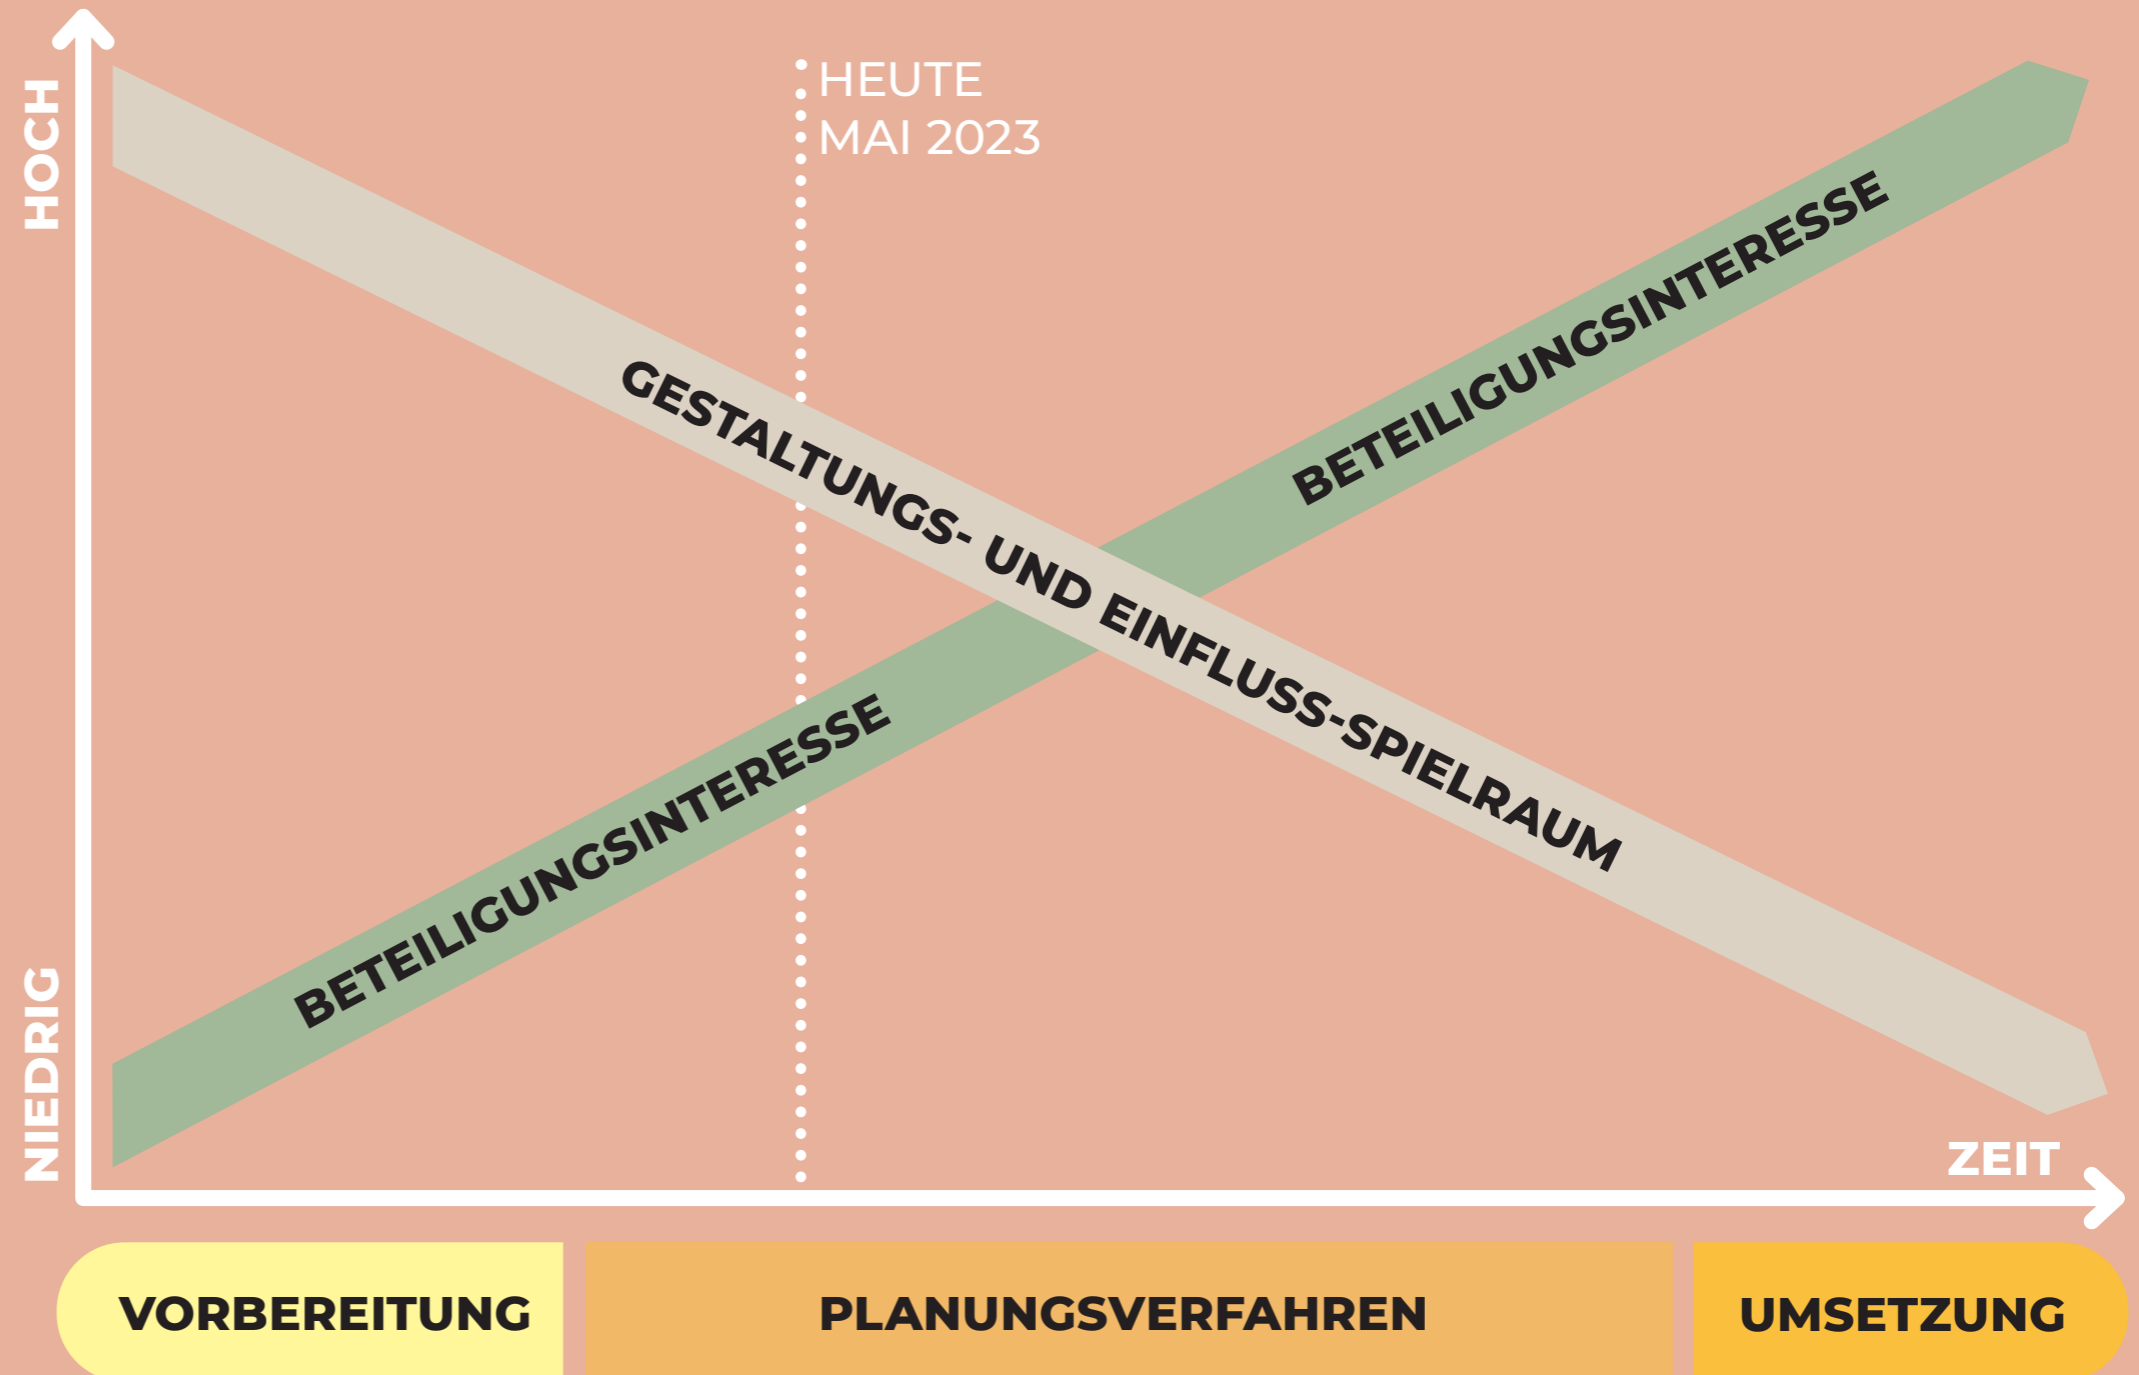 HOCH
HEUTE
MAI 2023
BETEILIGUNGSINTERESSE
GESTALTUNGS- UND EINFLUSS-SPIELRAUM
BETEILIGUNGSINTERESSE
NIEDRIG
ZEIT
VORBEREITUNG
PLANUNGSVERFAHREN
UMSETZUNG